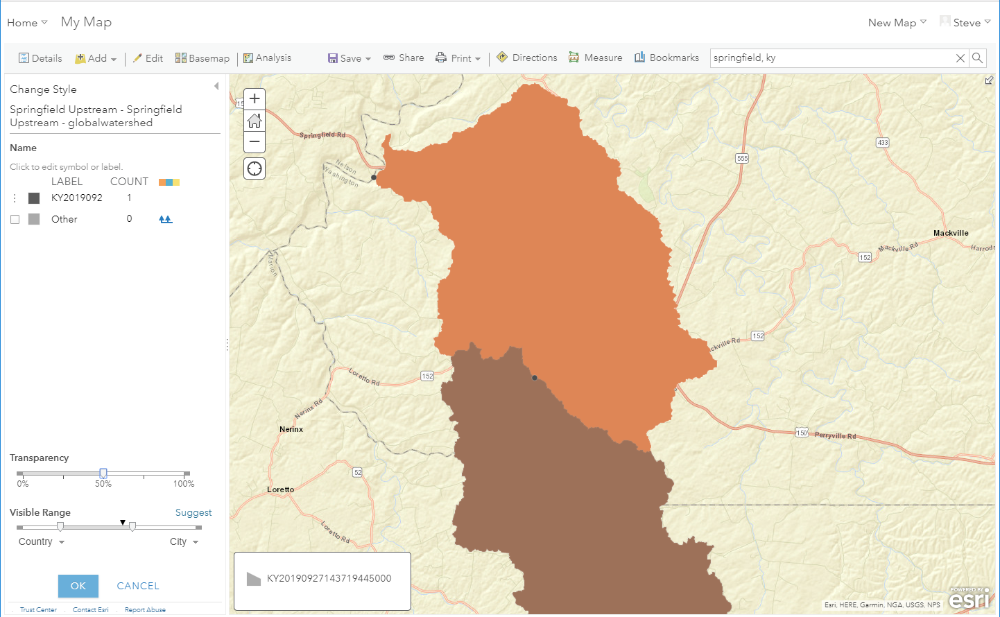 Home My Map New Map Steve
Details Add Edit Basemap Analysis Save Share Print Directions Measure Bookmarks springfield, ky
Change Style
Springfield Upstream - Springfield
Upstream - globalwatershed
Name
Click to edit symbol or label.
LABEL COUNT
KY2019092 1
Other 0
Transparency
0% 50% 100%
Visible Range Suggest
Country City
OK CANCEL
Trust Center Contact Esri Report Abuse
Springfield Rd
Nelson
Washington
Marion
433
555
Mackville
Mackville Rd
Harrods
152
152
ckville Rd
152
Loretto Rd
Nerinx Rd
Nerinx
150
Perryville Rd
52
Loretto
Loretto Rd
KY20190927143719445000
Esri, HERE, Garmin, NGA, USGS, NPS
POWERED BY
esri